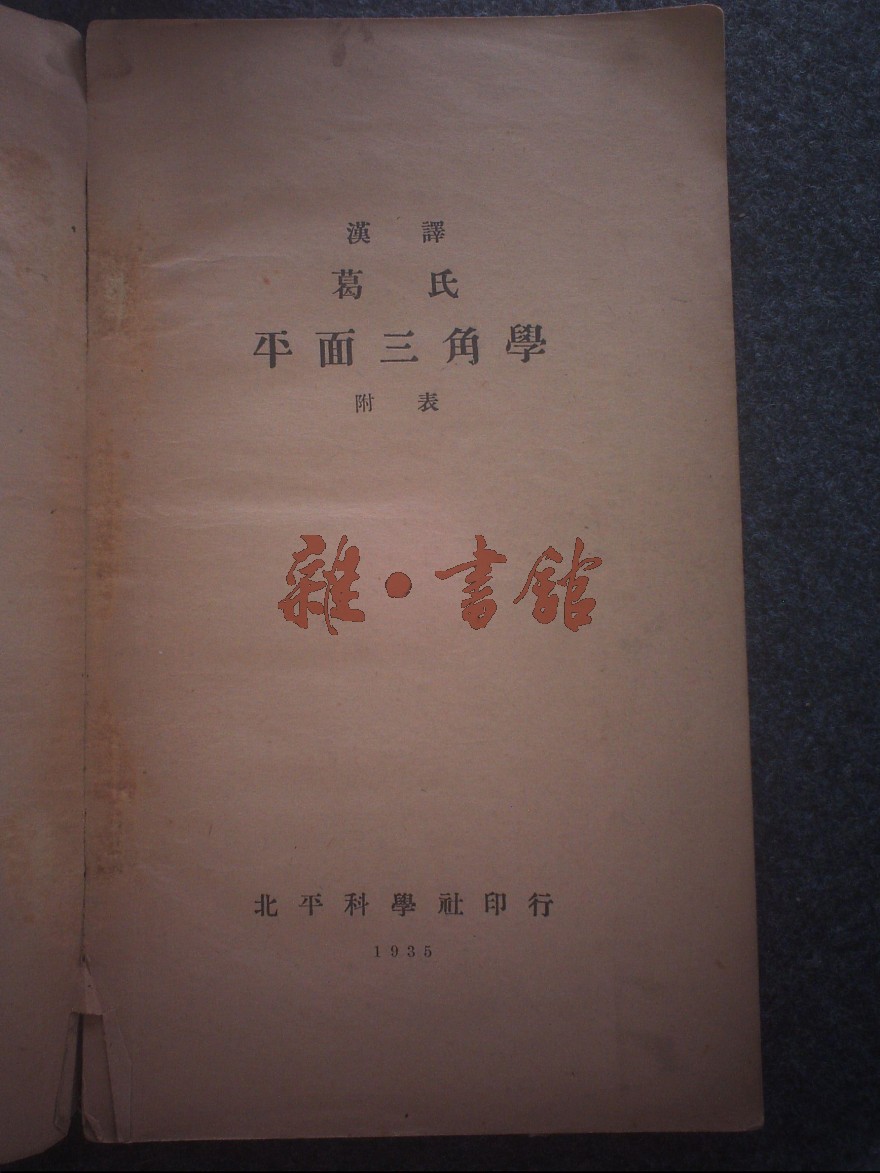 漢譯
葛氏
平面三角學
附表
雜·書館
北平科學社印行
1935